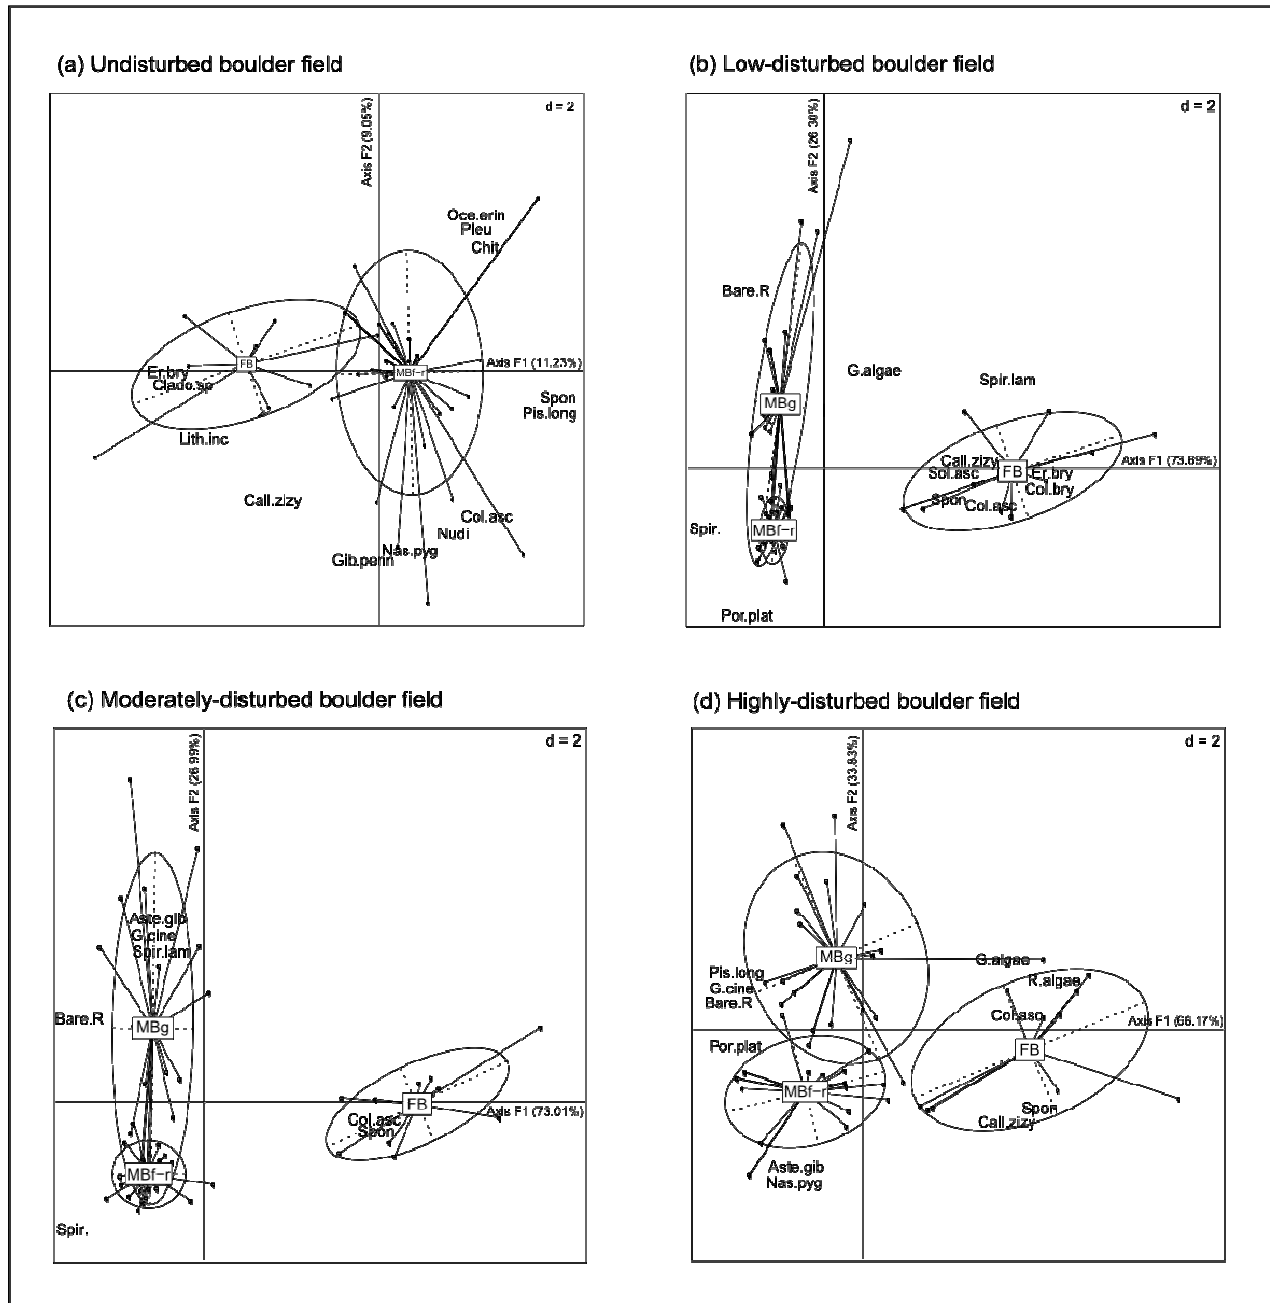 (a) Undisturbed boulder field
(b) Low-disturbed boulder field
d = 2
Axis F2 (9.05%)
Oce.erin
Pleu
Chit
FB
MBf-r
Axis F1 (11.23%)
Er.bry
Clado.sp
Spon
Pis.long
Lith.inc
Call.zizy
Col.asc
Nudi
Nas.pyg
Gib.penn
d = 2
Axis F2 (26.30%)
Bare.R
G.algae
Spir.lam
MBg
Axis F1 (73.69%)
Call.zizy
Sol.asc
FB
Er.bry
Col.bry
Spon
Col.asc
Spir.
MBf-r
Por.plat
(c) Moderately-disturbed boulder field
(d) Highly-disturbed boulder field
d = 2
Axis F2 (26.99%)
Aste.gib
G.cine
Spir.lam
Bare.R
MBg
FB
Axis F1 (73.01%)
Col.asc
Spon
MBf-r
Spir.
d = 2
Axis F2 (33.83%)
MBg
G.algae
Pis.long
G.cine
Bare.R
R.algae
Col.asc
Axis F1 (66.17%)
Por.plat
FB
MBf-r
Spon
Call.zizy
Aste.gib
Nas.pyg